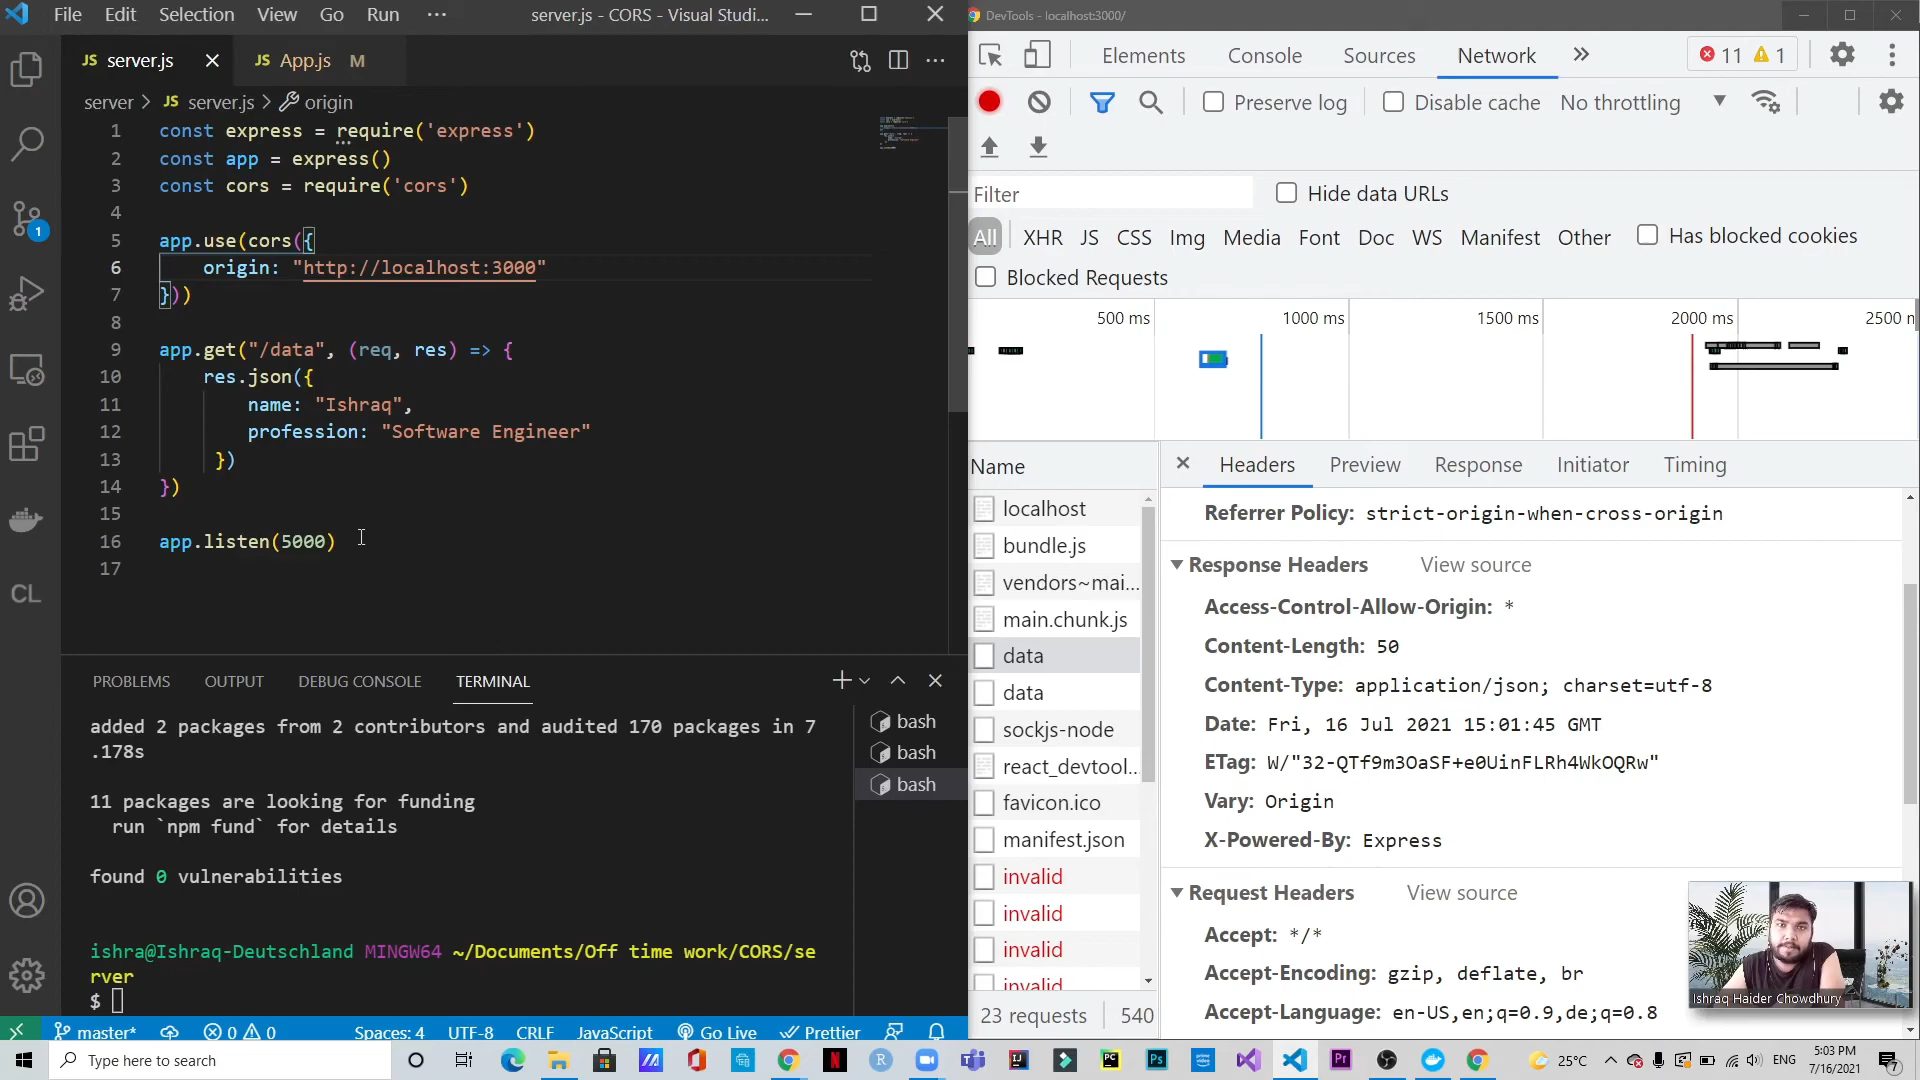 File Edit Selection View Go Run ··· server.js - CORS - Visual Studi...
JS server.js × JS App.js M
server > JS server.js > origin
1 const express = require('express')
2 const app = express()
3 const cors = require('cors')
4
5 app.use(cors({
6 origin: "http://localhost:3000"
7 }))
8
9 app.get("/data", (req, res) => {
10 res.json({
11 name: "Ishraq",
12 profession: "Software Engineer"
13 })
14 })
15
16 app.listen(5000)
17
1
CL
PROBLEMS OUTPUT DEBUG CONSOLE TERMINAL
added 2 packages from 2 contributors and audited 170 packages in 7
.178s
11 packages are looking for funding
run `npm fund` for details
found 0 vulnerabilities
ishra@Ishraq-Deutschland MINGW64 ~/Documents/Off time work/CORS/se
rver
$
bash
bash
bash
master* 0 0 Spaces: 4 UTF-8 CRLF JavaScript Go Live Prettier
DevTools - localhost:3000/
Elements Console Sources Network » 11 1
Preserve log Disable cache No throttling
Filter Hide data URLs
All XHR JS CSS Img Media Font Doc WS Manifest Other Has blocked cookies
Blocked Requests
500 ms 1000 ms 1500 ms 2000 ms 2500 m
Name
localhost
bundle.js
vendors~mai...
main.chunk.js
data
data
sockjs-node
react_devtool...
favicon.ico
manifest.json
invalid
invalid
invalid
invalid
23 requests 540
× Headers Preview Response Initiator Timing
Referrer Policy: strict-origin-when-cross-origin
Response Headers View source
Access-Control-Allow-Origin: *
Content-Length: 50
Content-Type: application/json; charset=utf-8
Date: Fri, 16 Jul 2021 15:01:45 GMT
ETag: W/"32-QTf9m3OaSF+e0UinFLRh4WkOQRw"
Vary: Origin
X-Powered-By: Express
Request Headers View source
Accept: */*
Accept-Encoding: gzip, deflate, br
Accept-Language: en-US,en;q=0.9,de;q=0.8
Ishraq Haider Chowdhury
Type here to search
25°C ENG 5:03 PM
7/16/2021